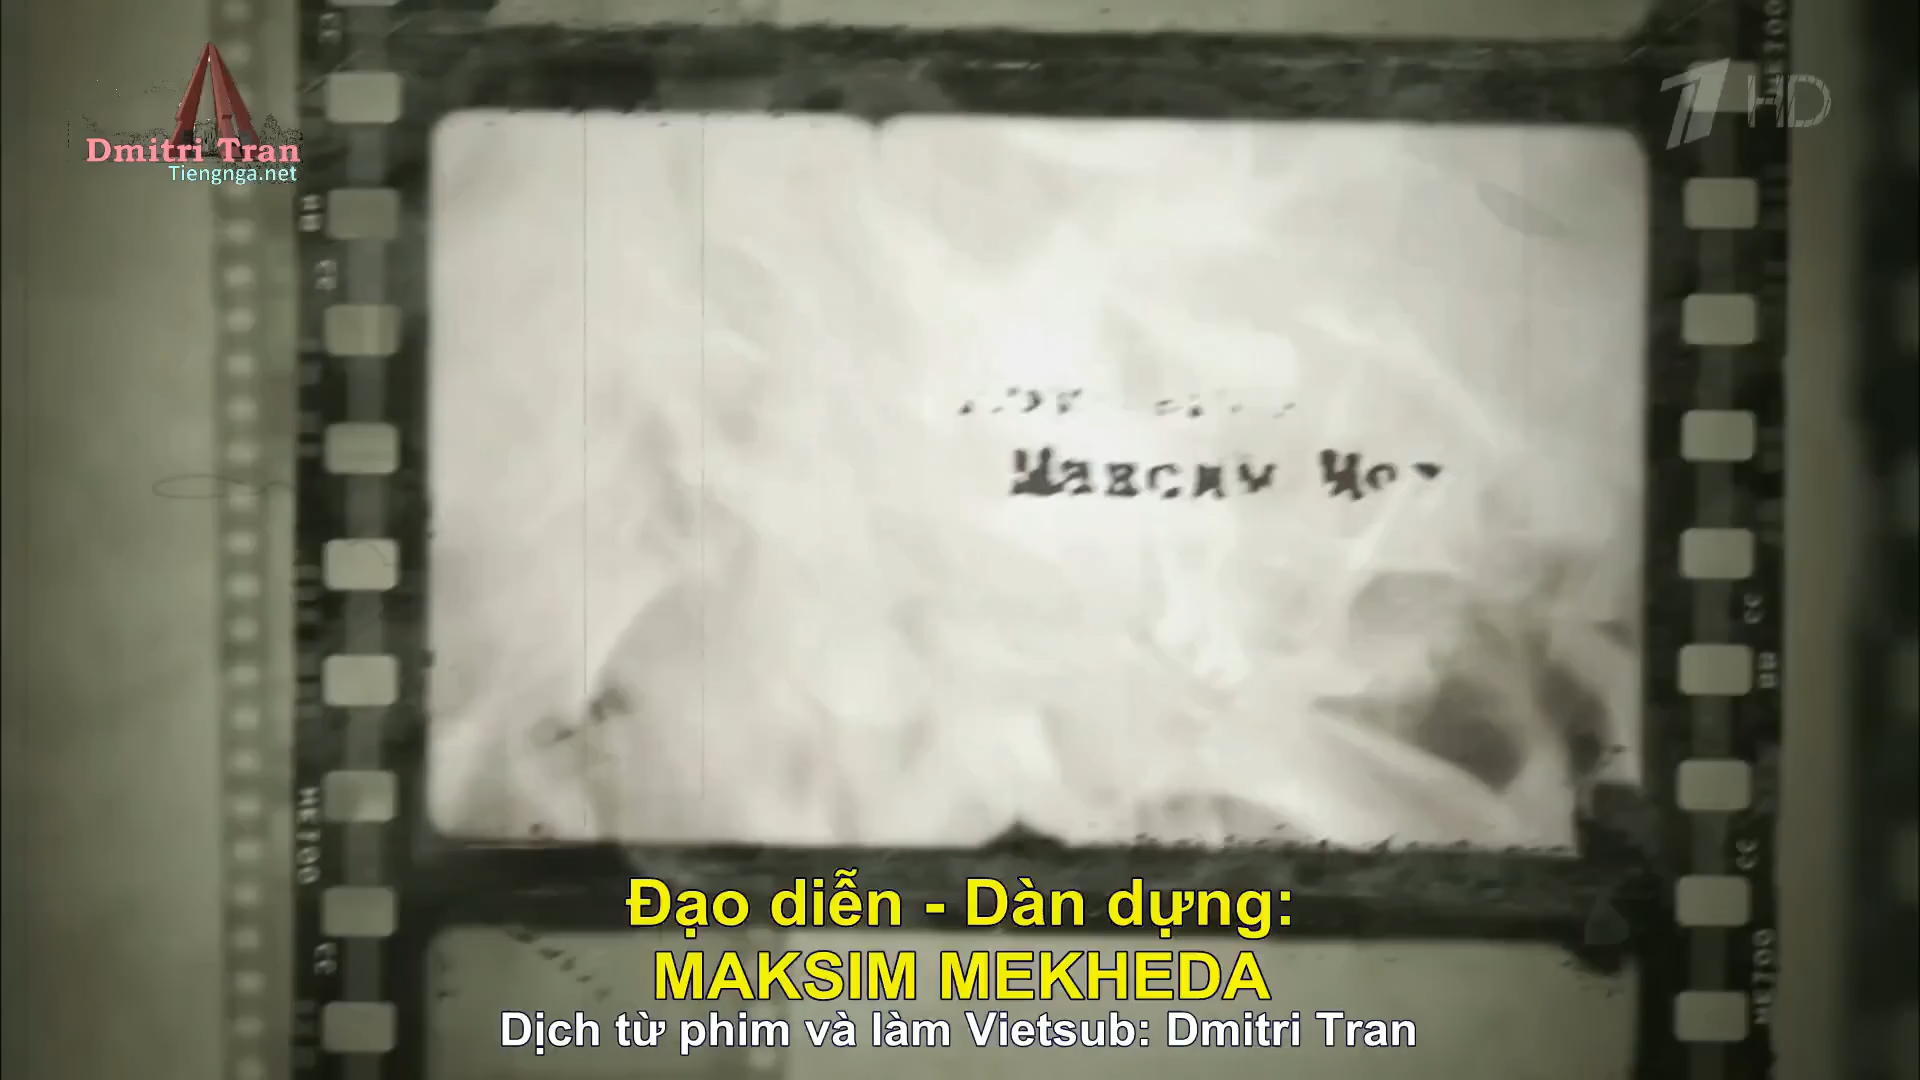 Dmitri Tran
Tiengnga.net
HD
Максим
Đạo diễn - Dàn dựng:
MAKSIM MEKHEDA
Dịch từ phim và làm Vietsub: Dmitri Tran